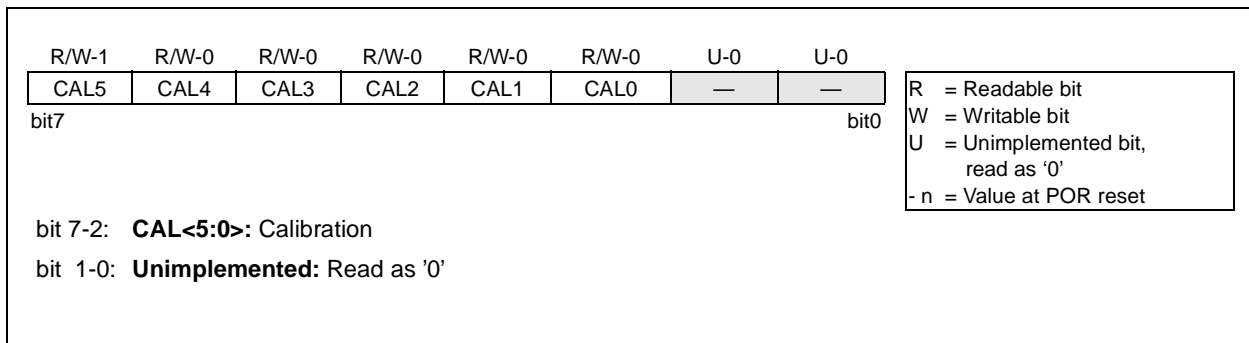 R/W-1 R/W-0 R/W-0 R/W-0 R/W-0 R/W-0 U-0 U-0
CAL5 CAL4 CAL3 CAL2 CAL1 CAL0 — —
bit7 bit0
R = Readable bit
W = Writable bit
U = Unimplemented bit,
read as ‘0’
- n = Value at POR reset
bit 7-2: CAL<5:0>: Calibration
bit 1-0: Unimplemented: Read as ’0’